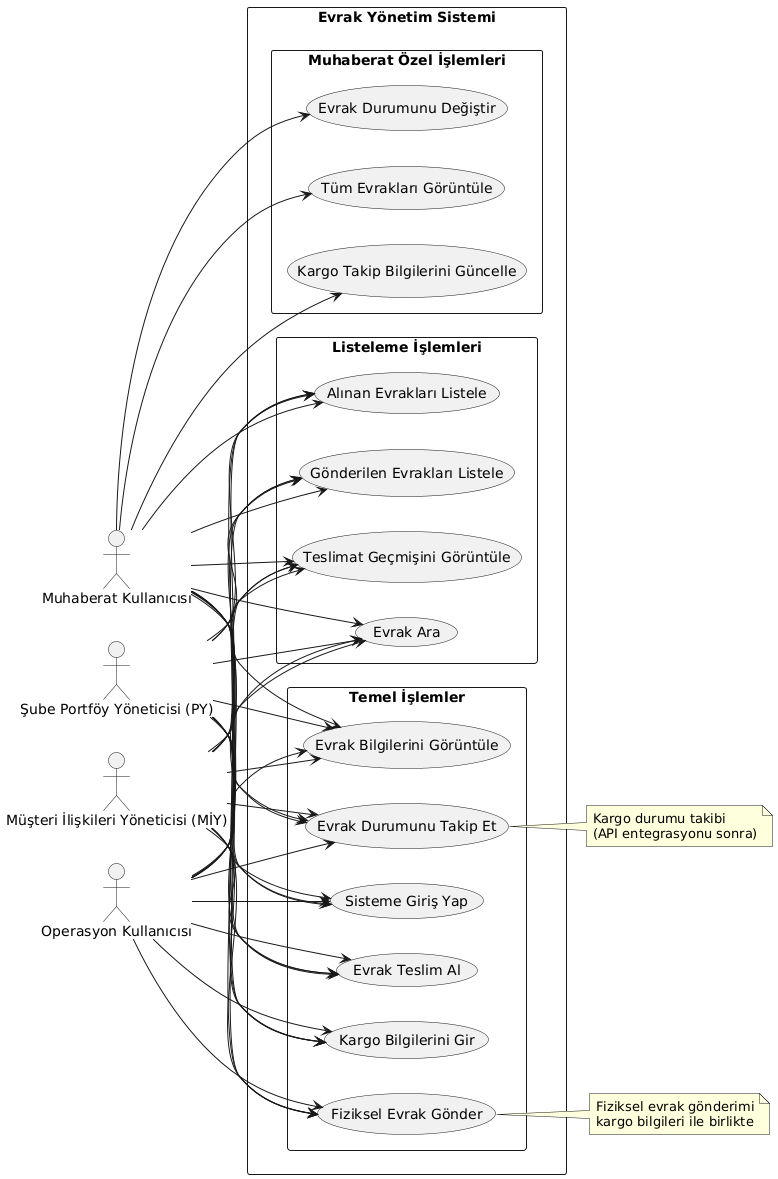 Evrak Yönetim Sistemi
Muhaberat Özel İşlemleri
Evrak Durumunu Değiştir
Tüm Evrakları Görüntüle
Kargo Takip Bilgilerini Güncelle
Listeleme İşlemleri
Alınan Evrakları Listele
Gönderilen Evrakları Listele
Teslimat Geçmişini Görüntüle
Evrak Ara
Muhaberat Kullanıcısı
Şube Portföy Yöneticisi (PY)
Müşteri İlişkileri Yöneticisi (MİY)
Operasyon Kullanıcısı
Temel İşlemler
Evrak Bilgilerini Görüntüle
Evrak Durumunu Takip Et
Kargo durumu takibi
(API entegrasyonu sonra)
Sisteme Giriş Yap
Evrak Teslim Al
Kargo Bilgilerini Gir
Fiziksel Evrak Gönder
Fiziksel evrak gönderimi
kargo bilgileri ile birlikte